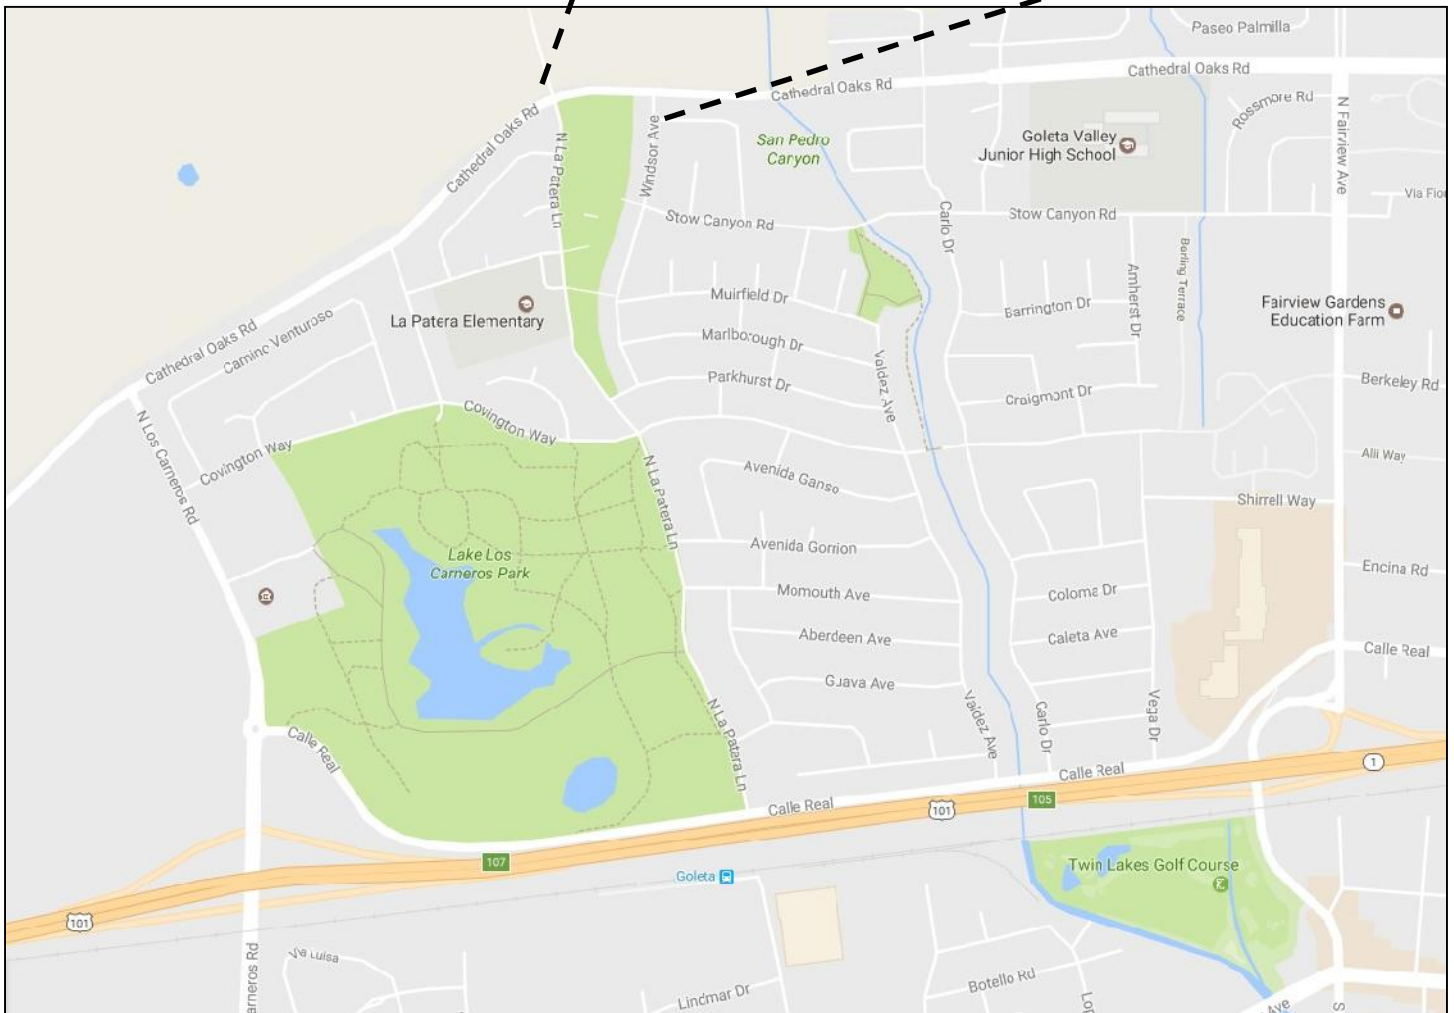 Paseo Palmilla
Cathedral Oaks Rd
Cathedral Oaks Rd
Cathedral Oaks Rd
Rossmore Rd
N Fairview Ave
N La Patera Ln
Windsor Ave
San Pedro
Canyon
Goleta Valley
Junior High School
Via Fior
Stow Canyon Rd
Carlo Dr
Stow Canyon Rd
Berling Terrace
Amherst Dr
Muirfield Dr
Barrington Dr
Fairview Gardens
Education Farm
La Patera Elementary
Cathedral Oaks Rd
Camino Venturoso
Marlborough Dr
Valdez Ave
Parkhurst Dr
Craigmont Dr
Berkeley Rd
N Los Carneros Rd
Covington Way
Covington Way
N La Patera Ln
Avenida Ganso
Alli Way
Shirrell Way
Lake Los
Carneros Park
Avenida Gorrion
Encina Rd
Momouth Ave
Coloma Dr
Aberdeen Ave
Caleta Ave
Calle Real
Guava Ave
N La Patera Ln
Valdez Ave
Carlo Dr
Vega Dr
Calle Real
Calle Real
1
Calle Real
101
105
107
Goleta
Twin Lakes Golf Course
101
Carneros Rd
Via Luisa
Lindmar Dr
Botello Rd
Lop
Ave
S